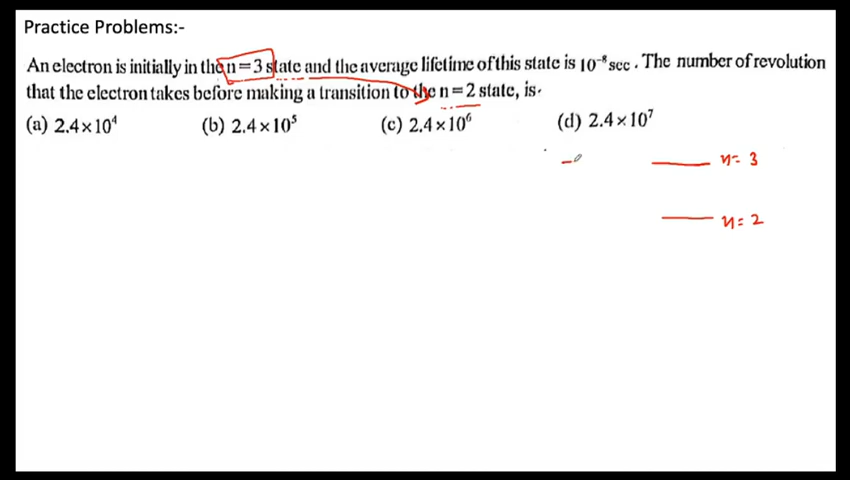 Practice Problems:-
An electron is initially in the n=3 state and the average lifetime of this state is 10⁻⁸ sec. The number of revolution
that the electron takes before making a transition to the n=2 state, is-
(a) 2.4×10⁴ (b) 2.4×10⁵ (c) 2.4×10⁶ (d) 2.4×10⁷
n= 3
n= 2